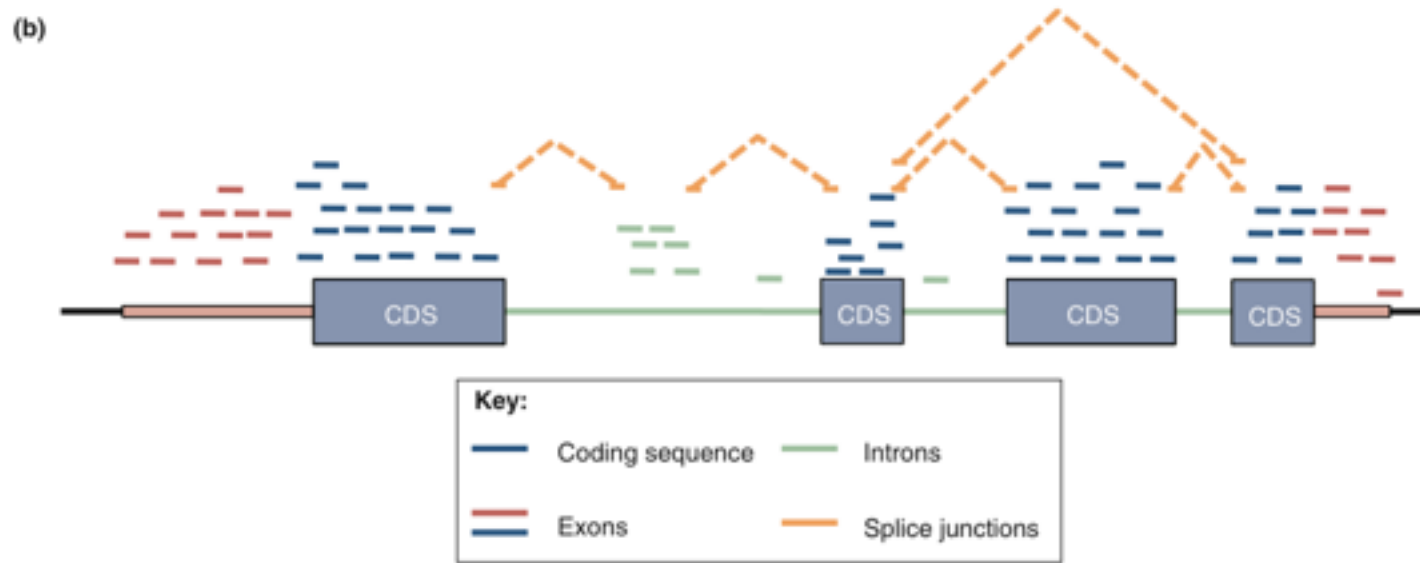 (b)
CDS CDS CDS CDS
Key:
Coding sequence Introns
Exons Splice junctions